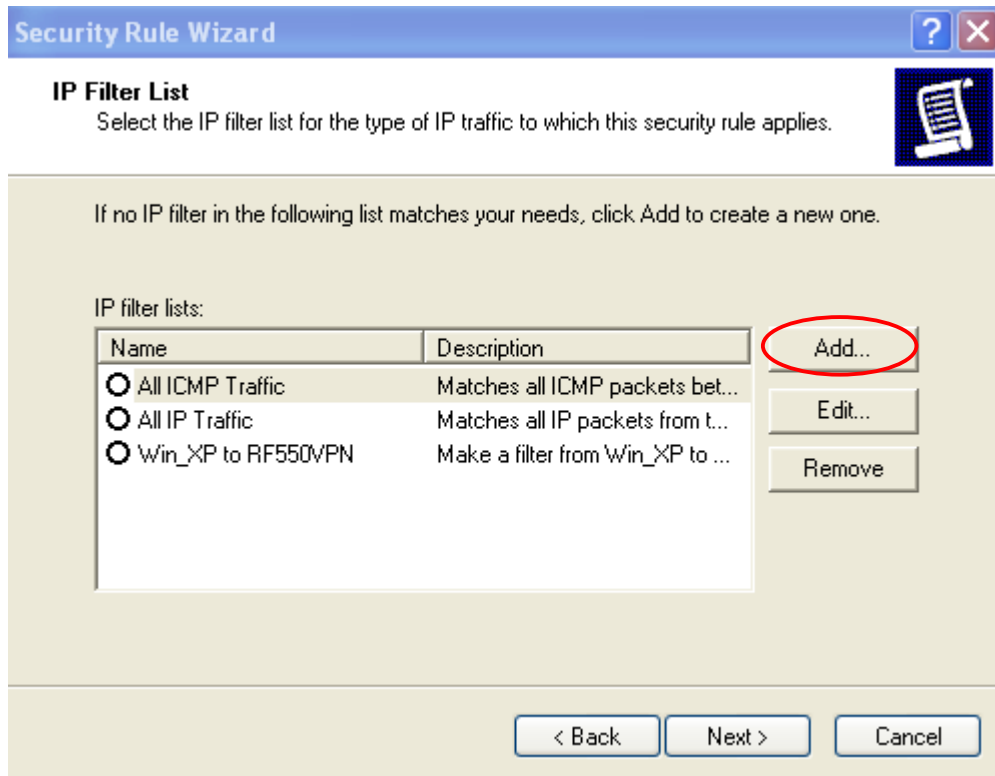 Security Rule Wizard
?
IP Filter List
Select the IP filter list for the type of IP traffic to which this security rule applies.
If no IP filter in the following list matches your needs, click Add to create a new one.
IP filter lists:
Name Description
All ICMP Traffic Matches all ICMP packets bet...
All IP Traffic Matches all IP packets from t...
Win_XP to RF550VPN Make a filter from Win_XP to ...
Add...
Edit...
Remove
< Back Next > Cancel